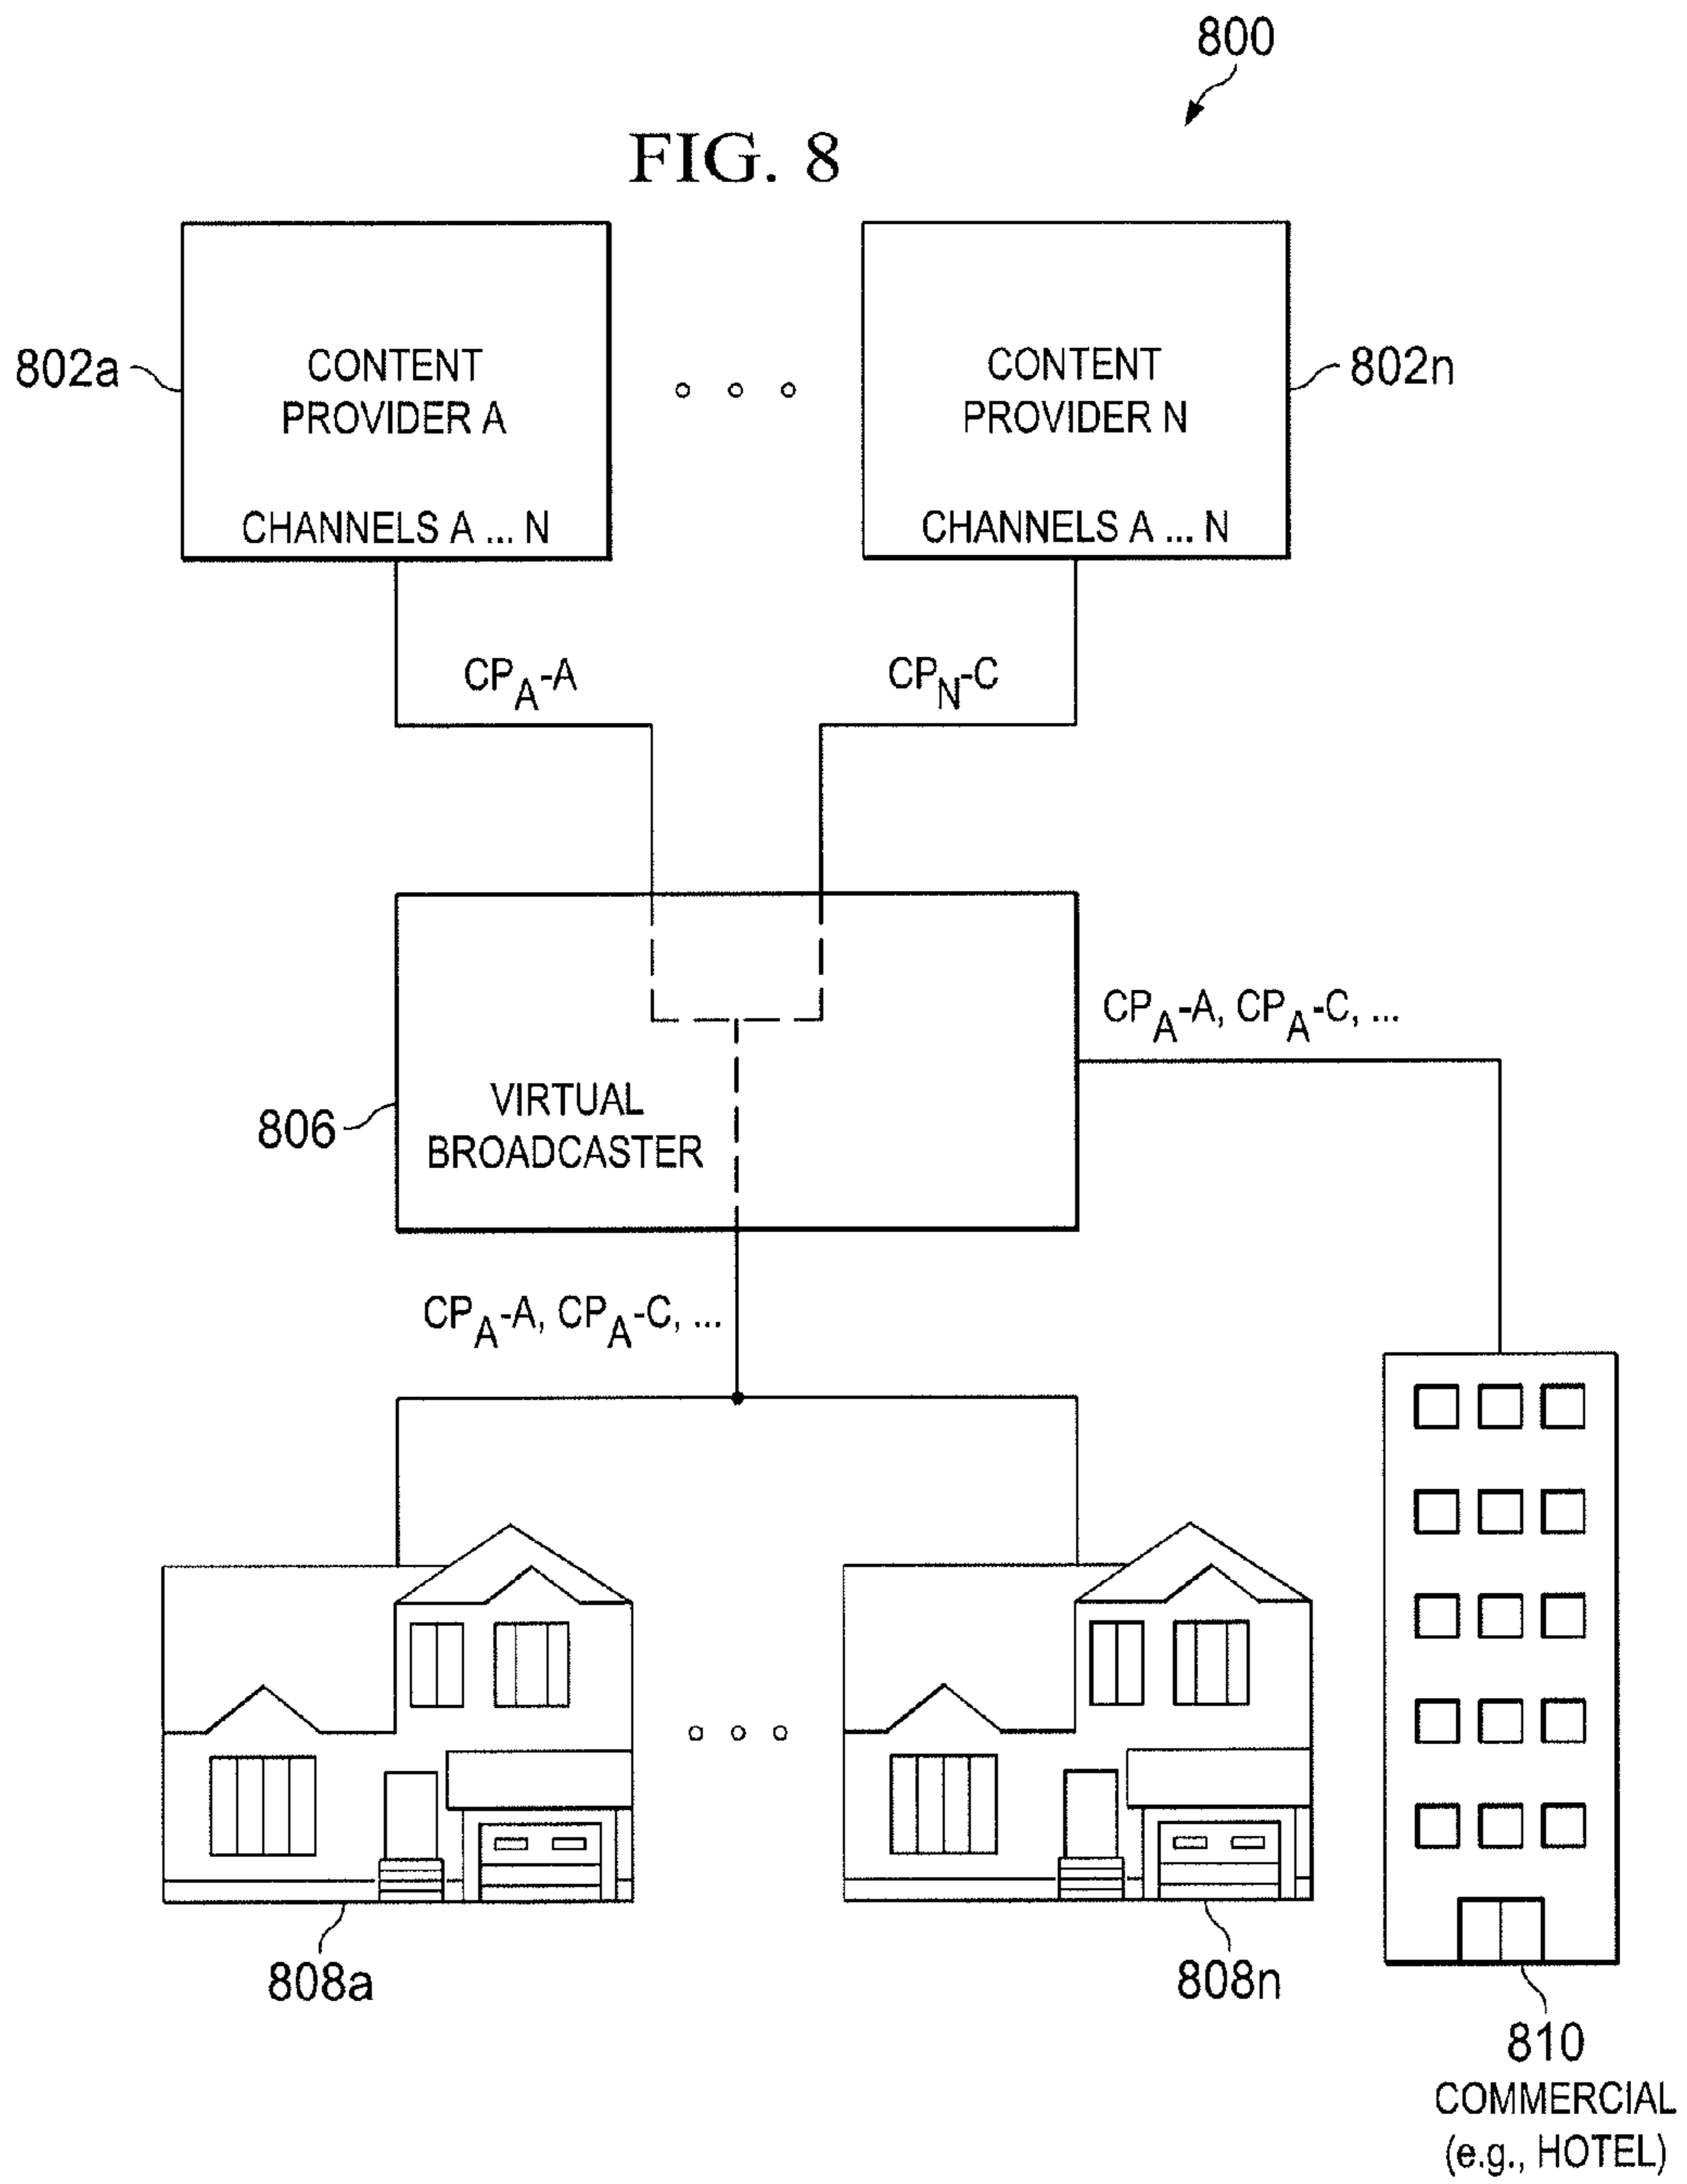 800
FIG. 8
802a
CONTENT
PROVIDER A
CHANNELS A ... N
CONTENT
PROVIDER N
CHANNELS A ... N
802n
CPA-A
CPN-C
CPA-A, CPA-C, ...
806
VIRTUAL
BROADCASTER
CPA-A, CPA-C, ...
808a
808n
810
COMMERCIAL
(e.g., HOTEL)